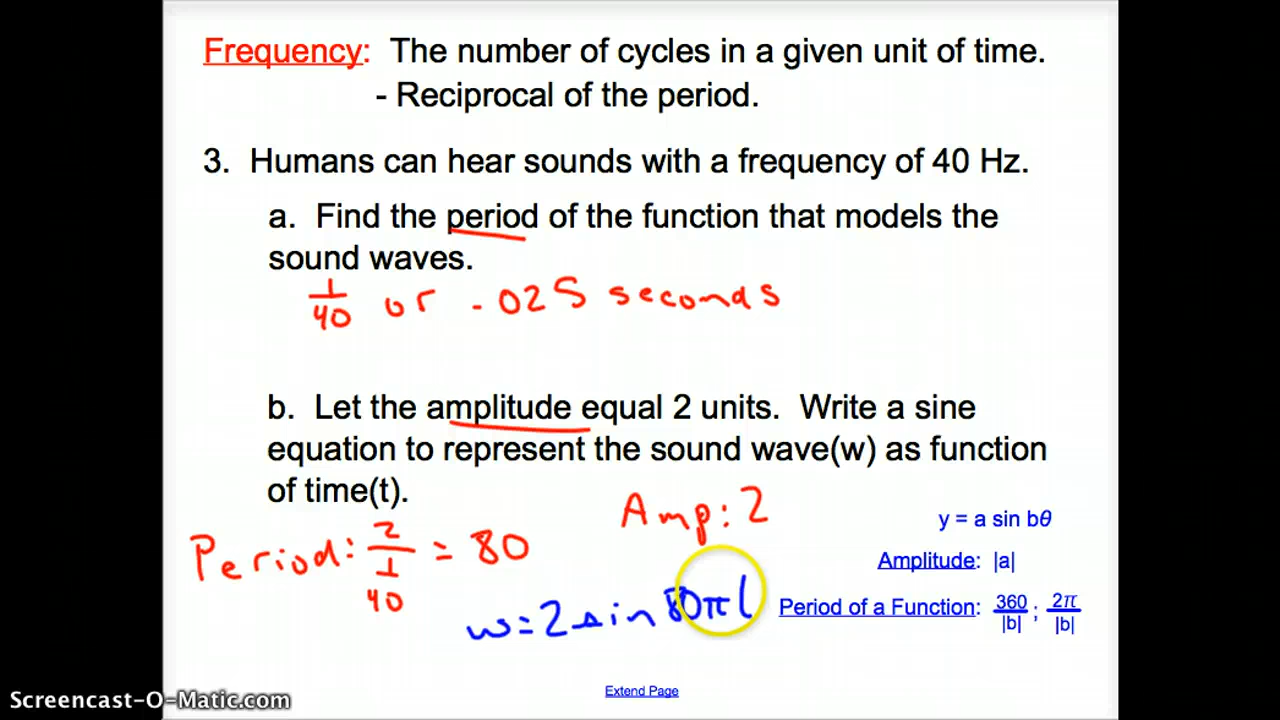 Frequency: The number of cycles in a given unit of time.
- Reciprocal of the period.
3. Humans can hear sounds with a frequency of 40 Hz.
a. Find the period of the function that models the
sound waves.
1/40 or .025 seconds
b. Let the amplitude equal 2 units. Write a sine
equation to represent the sound wave(w) as function
of time(t).
Amp: 2
y = a sin bθ
Period: 2/(1/40) = 80
Amplitude: |a|
w = 2 sin 80π
Period of a Function: 360/|b| ; 2π/|b|
Extend Page
Screencast-O-Matic.com